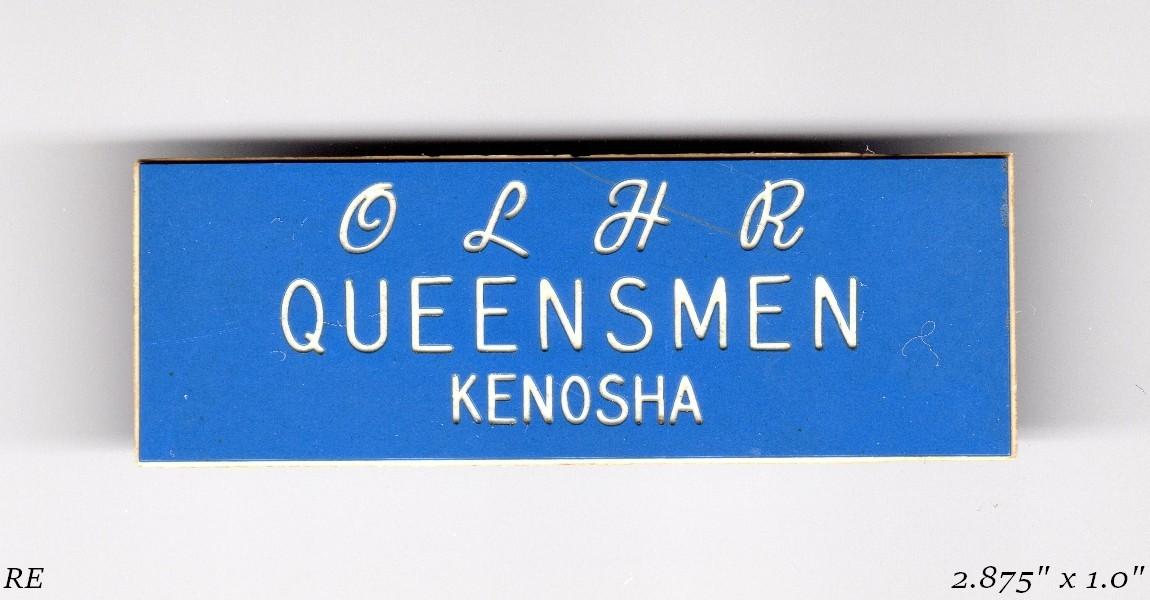 O L H R
QUEENSMEN
KENOSHA
RE
2.875" x 1.0"